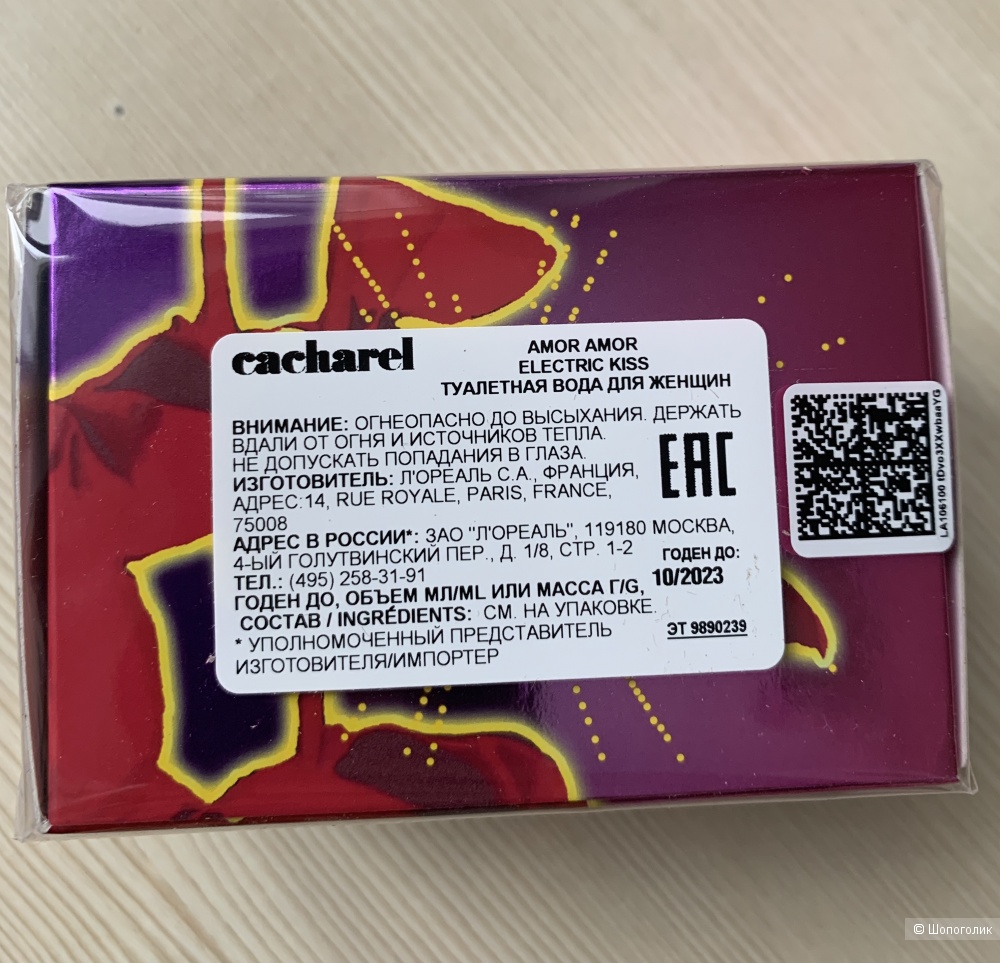 cacharel
AMOR AMOR
ELECTRIC KISS
ТУАЛЕТНАЯ ВОДА ДЛЯ ЖЕНЩИН
ВНИМАНИЕ: ОГНЕОПАСНО ДО ВЫСЫХАНИЯ. ДЕРЖАТЬ
ВДАЛИ ОТ ОГНЯ И ИСТОЧНИКОВ ТЕПЛА.
НЕ ДОПУСКАТЬ ПОПАДАНИЯ В ГЛАЗА.
ИЗГОТОВИТЕЛЬ: Л'ОРЕАЛЬ С.А., ФРАНЦИЯ,
АДРЕС:14, RUE ROYALE, PARIS, FRANCE,
75008
EAC
АДРЕС В РОССИИ*: ЗАО "Л'ОРЕАЛЬ", 119180 МОСКВА,
4-ЫЙ ГОЛУТВИНСКИЙ ПЕР., Д. 1/8, СТР. 1-2
ТЕЛ.: (495) 258-31-91
ГОДЕН ДО:
10/2023
ГОДЕН ДО, ОБЪЕМ МЛ/ML ИЛИ МАССА Г/G,
СОСТАВ / INGRÉDIENTS: СМ. НА УПАКОВКЕ.
* УПОЛНОМОЧЕННЫЙ ПРЕДСТАВИТЕЛЬ
ИЗГОТОВИТЕЛЯ/ИМПОРТЕР
ЭТ 9890239
LA106100 tDvo3XXwbaaYG
© Шопоголик